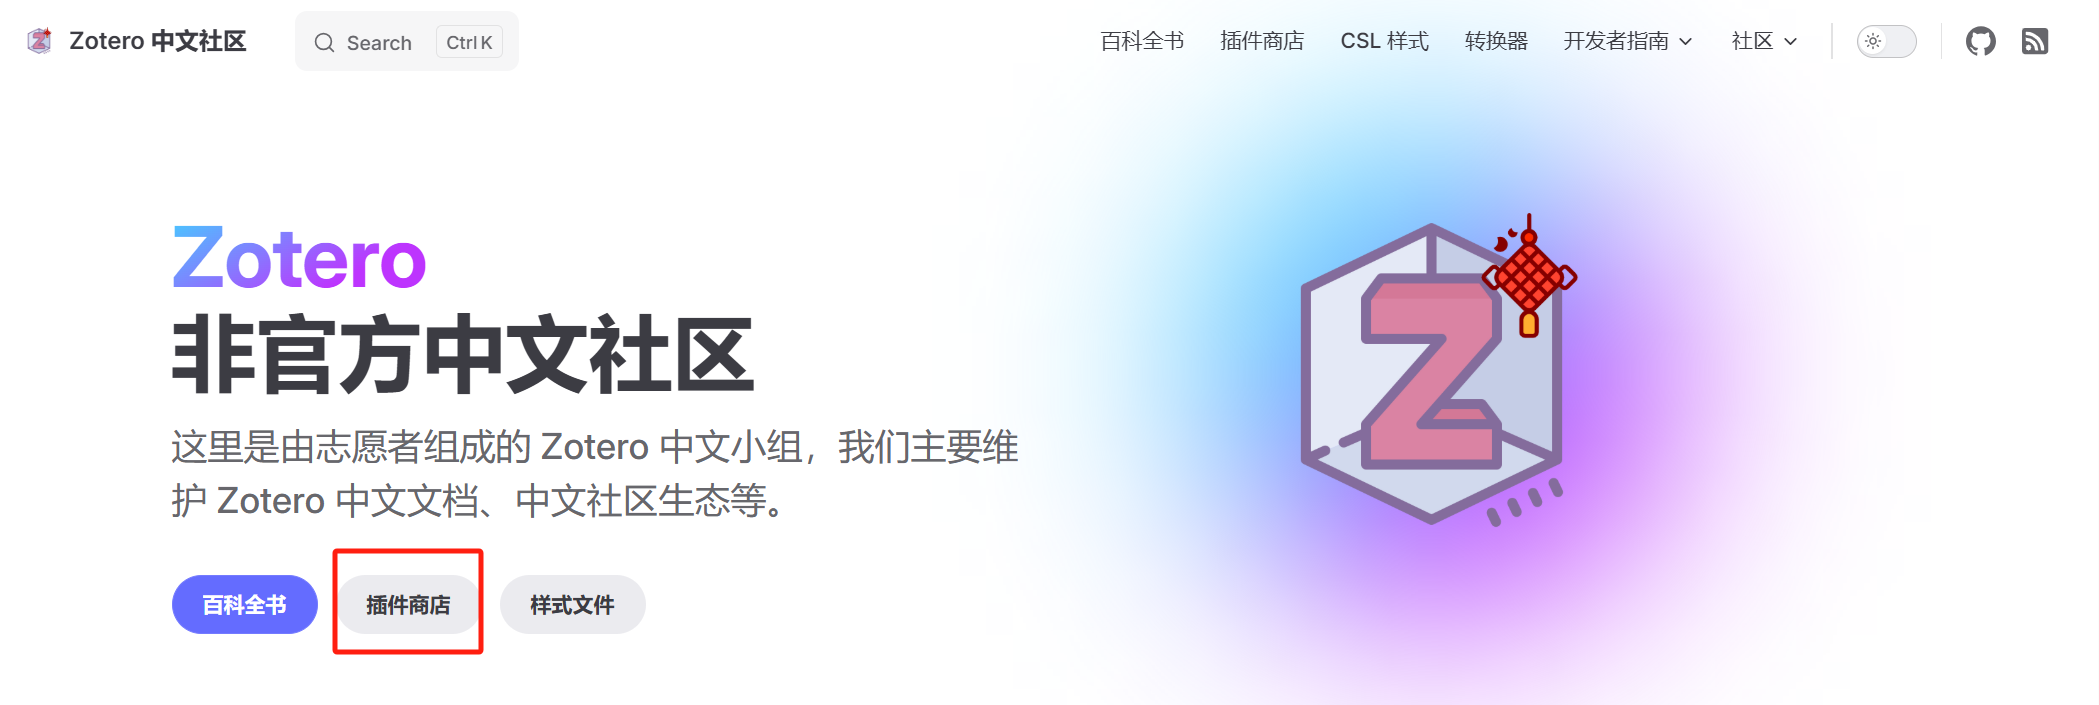 Zotero 中文社区
Search Ctrl K
百科全书 插件商店 CSL 样式 转换器 开发者指南 社区
Zotero
非官方中文社区
这里是由志愿者组成的 Zotero 中文小组，我们主要维
护 Zotero 中文文档、中文社区生态等。
百科全书 插件商店 样式文件